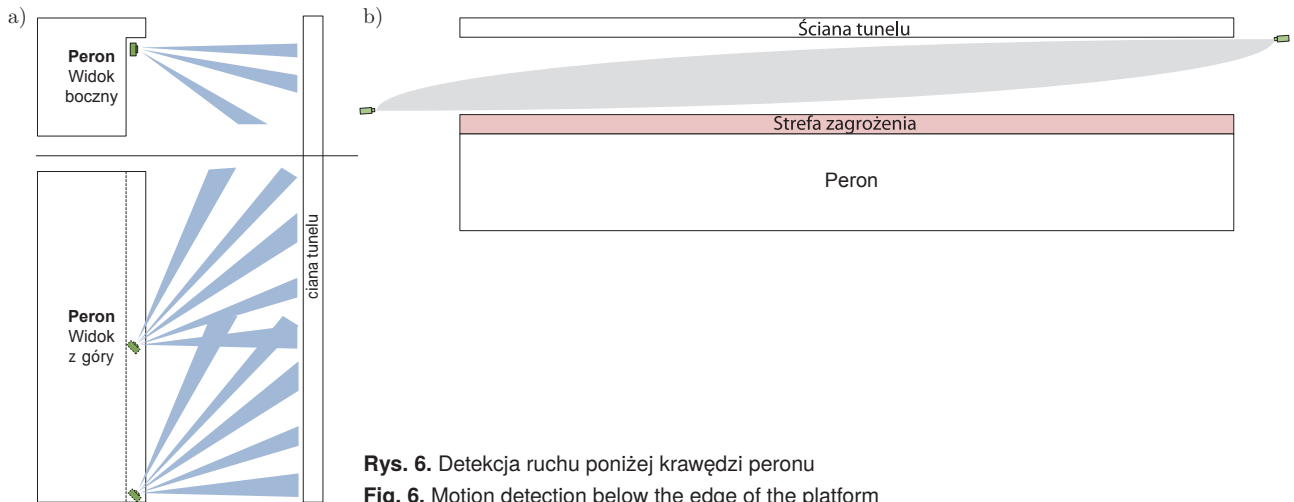 a)
Peron
Widok
boczny
Peron
Widok
z góry
ciana tunelu
b)
Ściana tunelu
Strefa zagrożenia
Peron
Rys. 6. Detekcja ruchu poniżej krawędzi peronu
Fig. 6. Motion detection below the edge of the platform